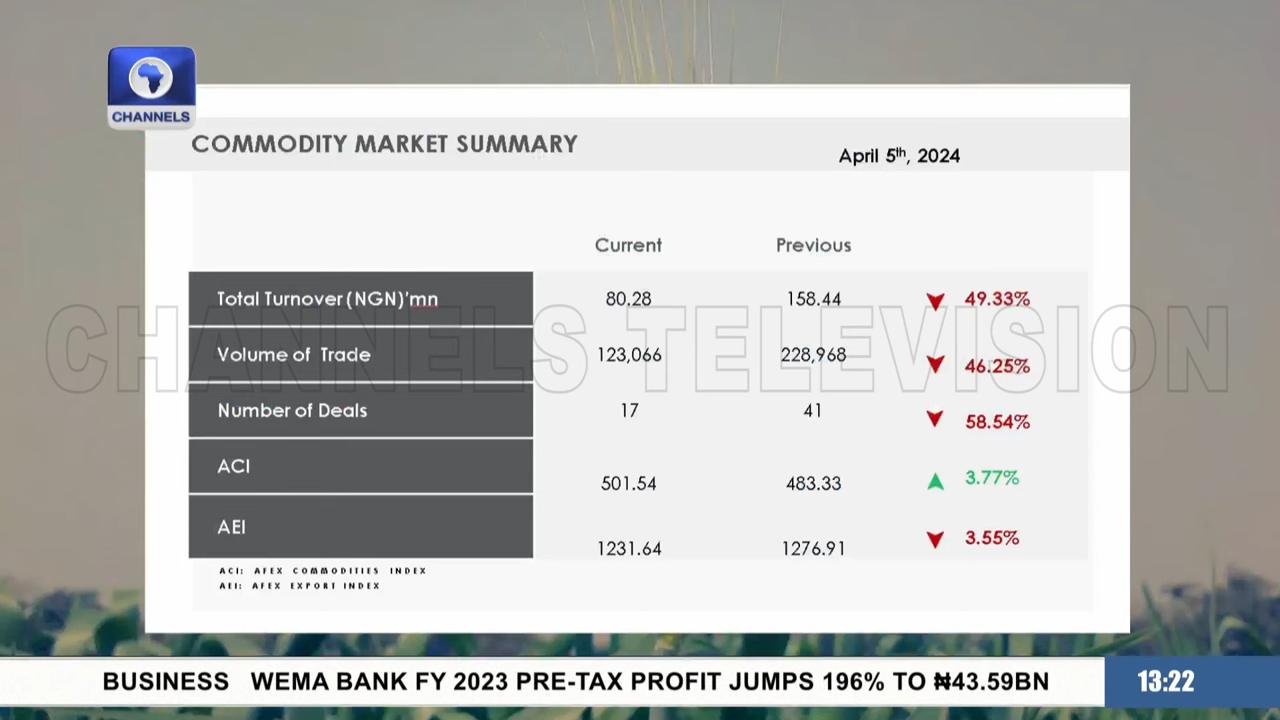 CHANNELS
COMMODITY MARKET SUMMARY
April 5th, 2024
Current Previous
Total Turnover (NGN)'mn 80.28 158.44 49.33%
Volume of Trade 123,066 228,968 46.25%
Number of Deals 17 41 58.54%
ACI 501.54 483.33 3.77%
AEI 1231.64 1276.91 3.55%
ACI: AFEX COMMODITIES INDEX
AEI: AFEX EXPORT INDEX
CHANNELS TELEVISION
BUSINESS WEMA BANK FY 2023 PRE-TAX PROFIT JUMPS 196% TO ₦43.59BN 13:22